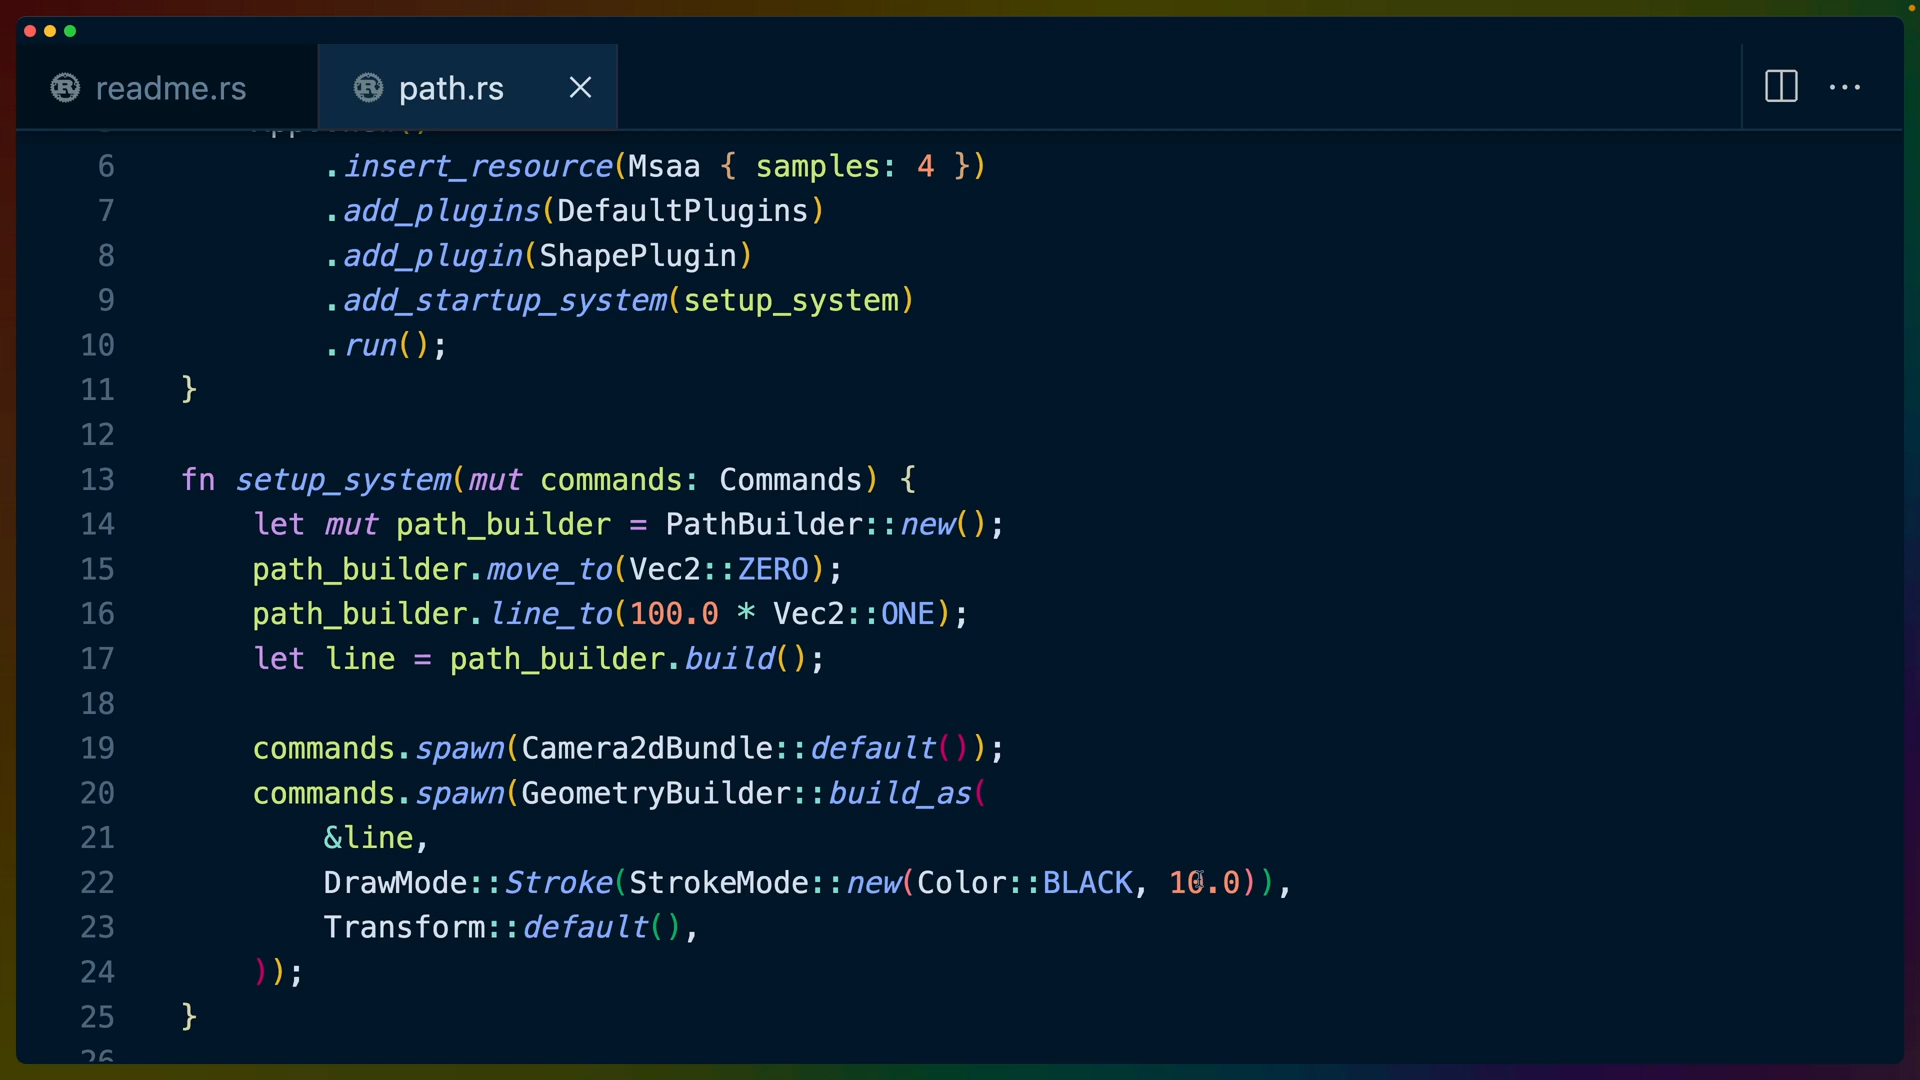 readme.rs
path.rs
6 .insert_resource(Msaa { samples: 4 })
7 .add_plugins(DefaultPlugins)
8 .add_plugin(ShapePlugin)
9 .add_startup_system(setup_system)
10 .run();
11 }
12
13 fn setup_system(mut commands: Commands) {
14 let mut path_builder = PathBuilder::new();
15 path_builder.move_to(Vec2::ZERO);
16 path_builder.line_to(100.0 * Vec2::ONE);
17 let line = path_builder.build();
18
19 commands.spawn(Camera2dBundle::default());
20 commands.spawn(GeometryBuilder::build_as(
21 &line,
22 DrawMode::Stroke(StrokeMode::new(Color::BLACK, 10.0)),
23 Transform::default(),
24 ));
25 }
26